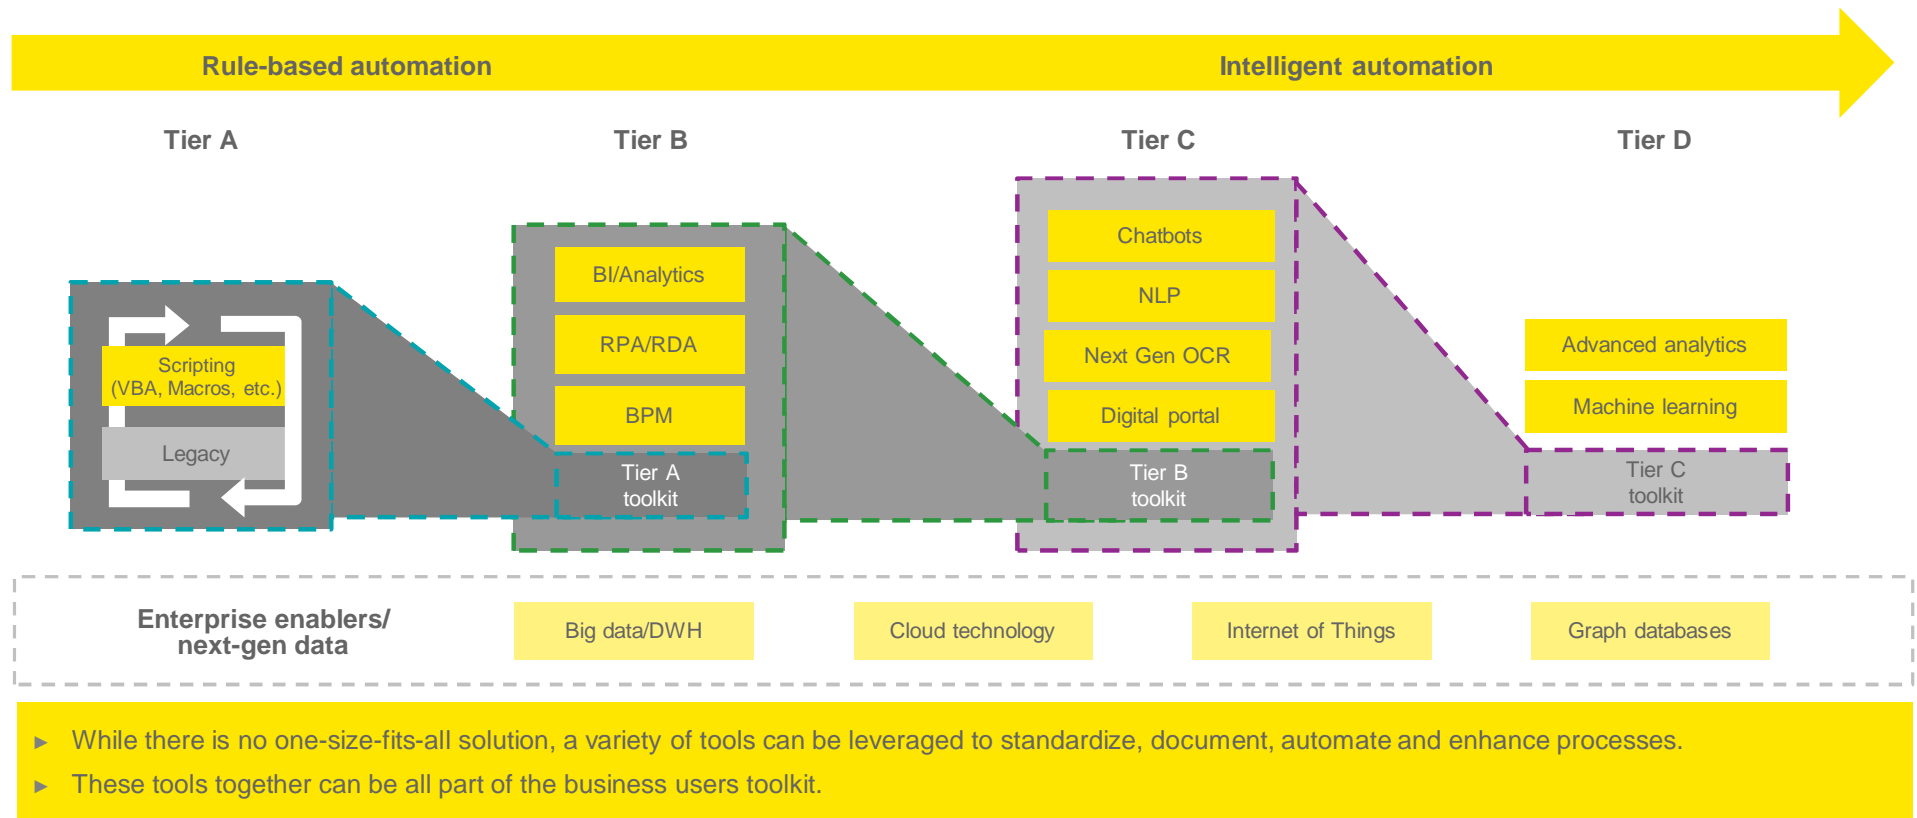 Rule-based automation
Intelligent automation
Tier A
Tier B
Tier C
Tier D
Scripting
(VBA, Macros, etc.)
Legacy
BI/Analytics
RPA/RDA
BPM
Tier A
toolkit
Chatbots
NLP
Next Gen OCR
Digital portal
Tier B
toolkit
Advanced analytics
Machine learning
Tier C
toolkit
Enterprise enablers/
next-gen data
Big data/DWH
Cloud technology
Internet of Things
Graph databases
► While there is no one-size-fits-all solution, a variety of tools can be leveraged to standardize, document, automate and enhance processes.
► These tools together can be all part of the business users toolkit.